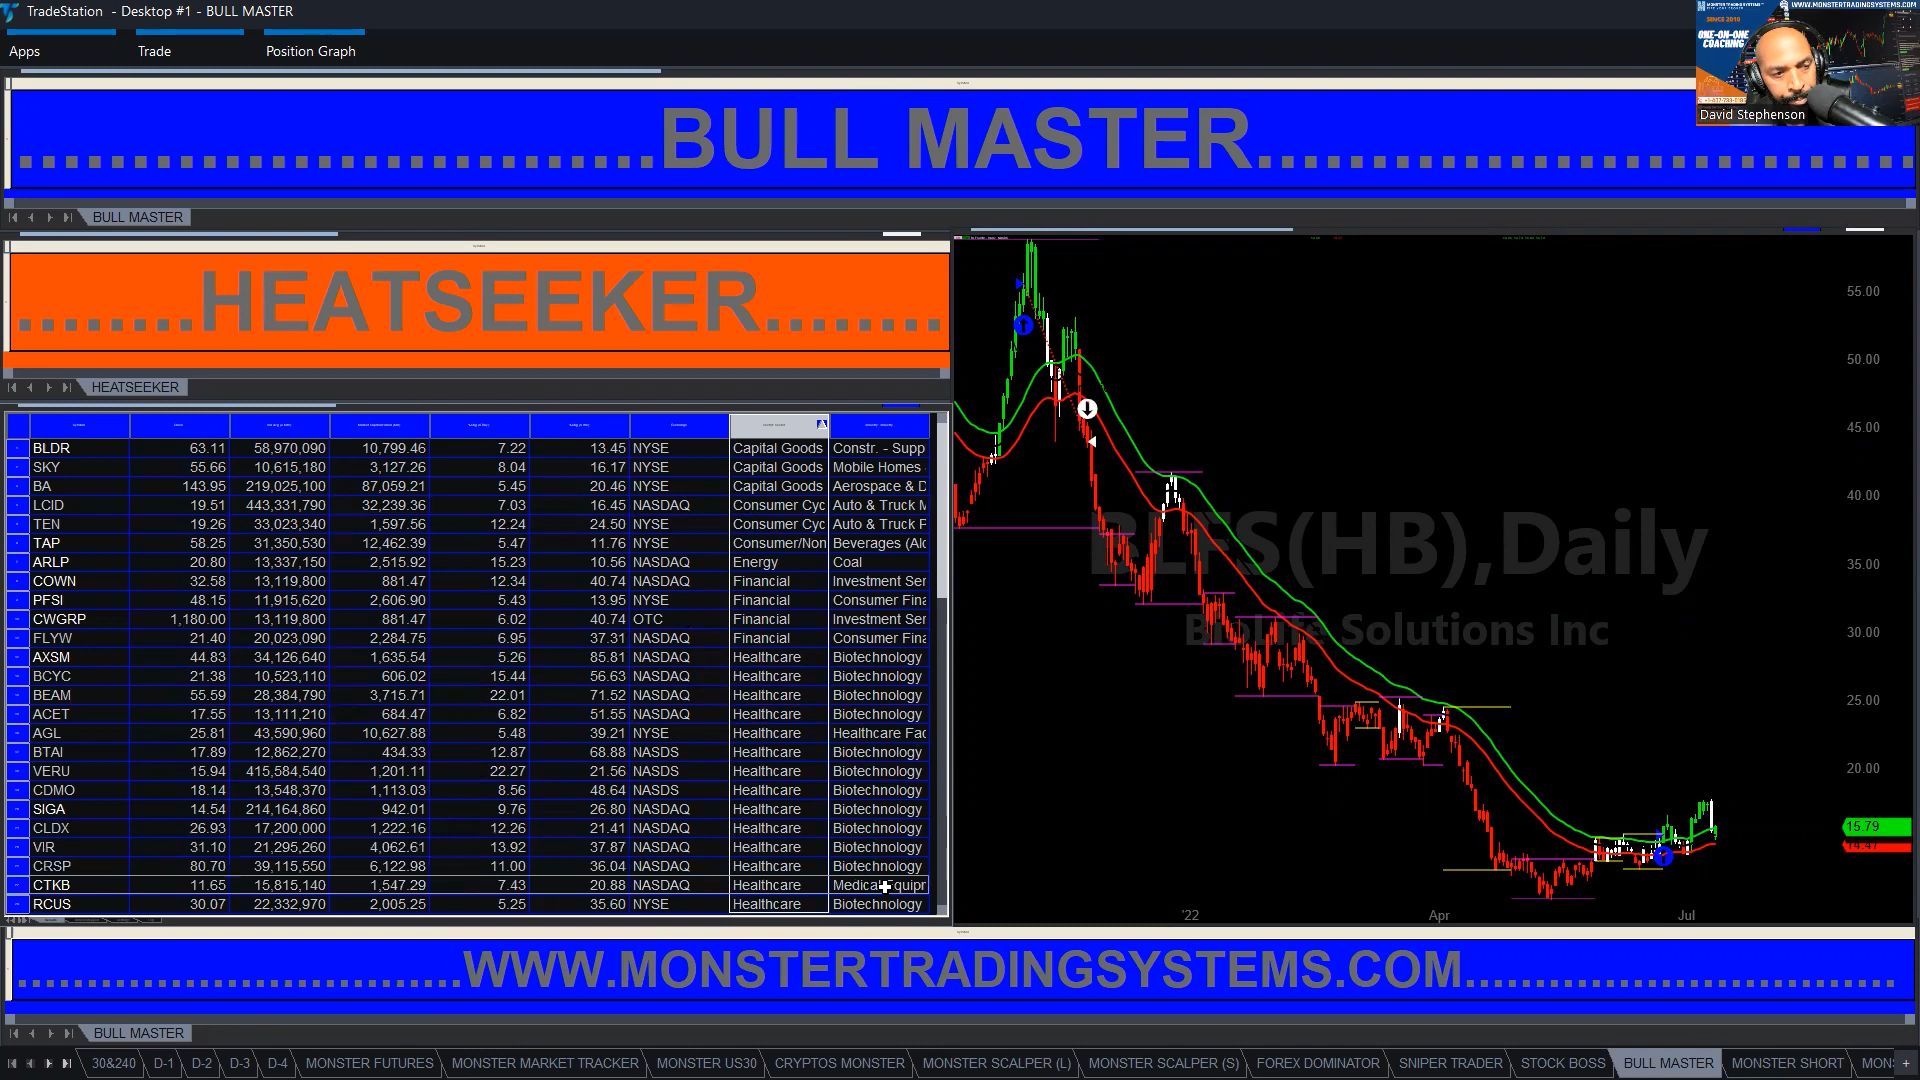 TradeStation - Desktop #1 - BULL MASTER
Apps Trade Position Graph
WWW.MONSTERTRADINGSYSTEMS.COM
SINCE 2010
ONE-ON-ONE
COACHING
David Stephenson
BULL MASTER
BULL MASTER
HEATSEEKER
HEATSEEKER
BLDR 63.11 58,970,090 10,799.46 7.22 13.45 NYSE Capital Goods Constr. - Supp
SKY 55.66 10,615,180 3,127.26 8.04 16.17 NYSE Capital Goods Mobile Homes
BA 143.95 219,025,100 87,059.21 5.45 20.46 NYSE Capital Goods Aerospace & D
LCID 19.51 443,331,790 32,239.36 7.03 16.45 NASDAQ Consumer Cyc Auto & Truck M
TEN 19.26 33,023,340 1,597.56 12.24 24.50 NYSE Consumer Cyc Auto & Truck P
TAP 58.25 31,350,530 12,462.39 5.47 11.76 NYSE Consumer/Non Beverages (Alc
ARLP 20.80 13,337,150 2,515.92 15.23 10.56 NASDAQ Energy Coal
COWN 32.58 13,119,800 881.47 12.34 40.74 NASDAQ Financial Investment Ser
PFSI 48.15 11,915,620 2,606.90 5.43 13.95 NYSE Financial Consumer Fina
CWGRP 1,180.00 13,119,800 881.47 6.02 40.74 OTC Financial Investment Ser
FLYW 21.40 20,023,090 2,284.75 6.95 37.31 NASDAQ Financial Consumer Fina
AXSM 44.83 34,126,640 1,635.54 5.26 85.81 NASDAQ Healthcare Biotechnology
BCYC 21.38 10,523,110 606.02 15.44 56.63 NASDAQ Healthcare Biotechnology
BEAM 55.59 28,384,790 3,715.71 22.01 71.52 NASDAQ Healthcare Biotechnology
ACET 17.55 13,111,210 684.47 6.82 51.55 NASDAQ Healthcare Biotechnology
AGL 25.81 43,590,960 10,627.88 5.48 39.21 NYSE Healthcare Healthcare Fac
BTAI 17.89 12,862,270 434.33 12.87 68.88 NASDS Healthcare Biotechnology
VERU 15.94 415,584,540 1,201.11 22.27 21.56 NASDS Healthcare Biotechnology
CDMO 18.14 13,548,370 1,113.03 8.56 48.64 NASDS Healthcare Biotechnology
SIGA 14.54 214,164,860 942.01 9.76 26.80 NASDAQ Healthcare Biotechnology
CLDX 26.93 17,200,000 1,222.16 12.26 21.41 NASDAQ Healthcare Biotechnology
VIR 31.10 21,295,260 4,062.61 13.92 37.87 NASDAQ Healthcare Biotechnology
CRSP 80.70 39,115,550 6,122.98 11.00 36.04 NASDAQ Healthcare Biotechnology
CTKB 11.65 15,815,140 1,547.29 7.43 20.88 NASDAQ Healthcare Medical Equipr
RCUS 30.07 22,332,970 2,005.25 5.25 35.60 NYSE Healthcare Biotechnology
BLFS(HB),Daily
Biolife Solutions Inc
55.00
50.00
45.00
40.00
35.00
30.00
25.00
20.00
15.79
14.47
'22 Apr Jul
WWW.MONSTERTRADINGSYSTEMS.COM
BULL MASTER
30&240 D-1 D-2 D-3 D-4 MONSTER FUTURES MONSTER MARKET TRACKER MONSTER US30 CRYPTOS MONSTER MONSTER SCALPER (L) MONSTER SCALPER (S) FOREX DOMINATOR SNIPER TRADER STOCK BOSS BULL MASTER MONSTER SHORT MON